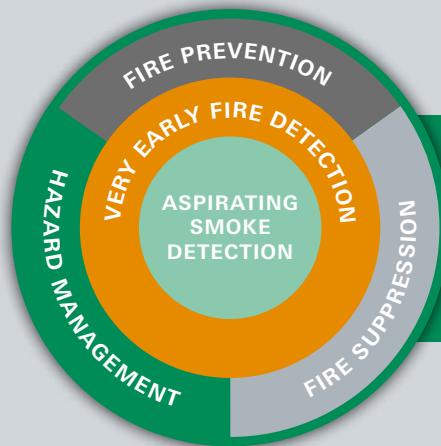 FIRE PREVENTION
VERY EARLY FIRE DETECTION
ASPIRATING
SMOKE
DETECTION
HAZARD MANAGEMENT
FIRE SUPPRESSION